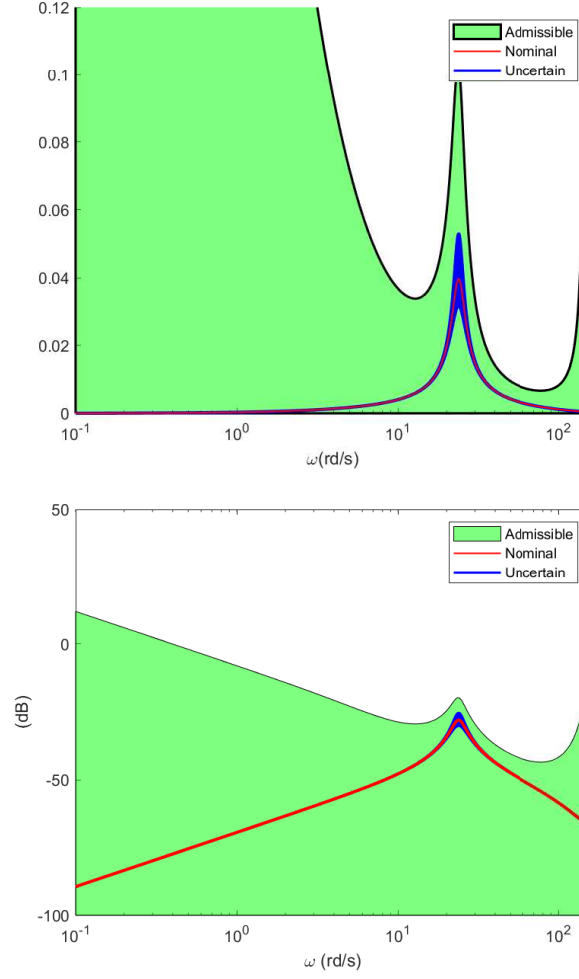 0.12
0.1
0.08
0.06
0.04
0.02
0
Admissible
Nominal
Uncertain
10⁻¹ 10⁰ 10¹ 10²
ω(rd/s)
50
0
-50
-100
(dB)
Admissible
Nominal
Uncertain
10⁻¹ 10⁰ 10¹ 10²
ω (rd/s)